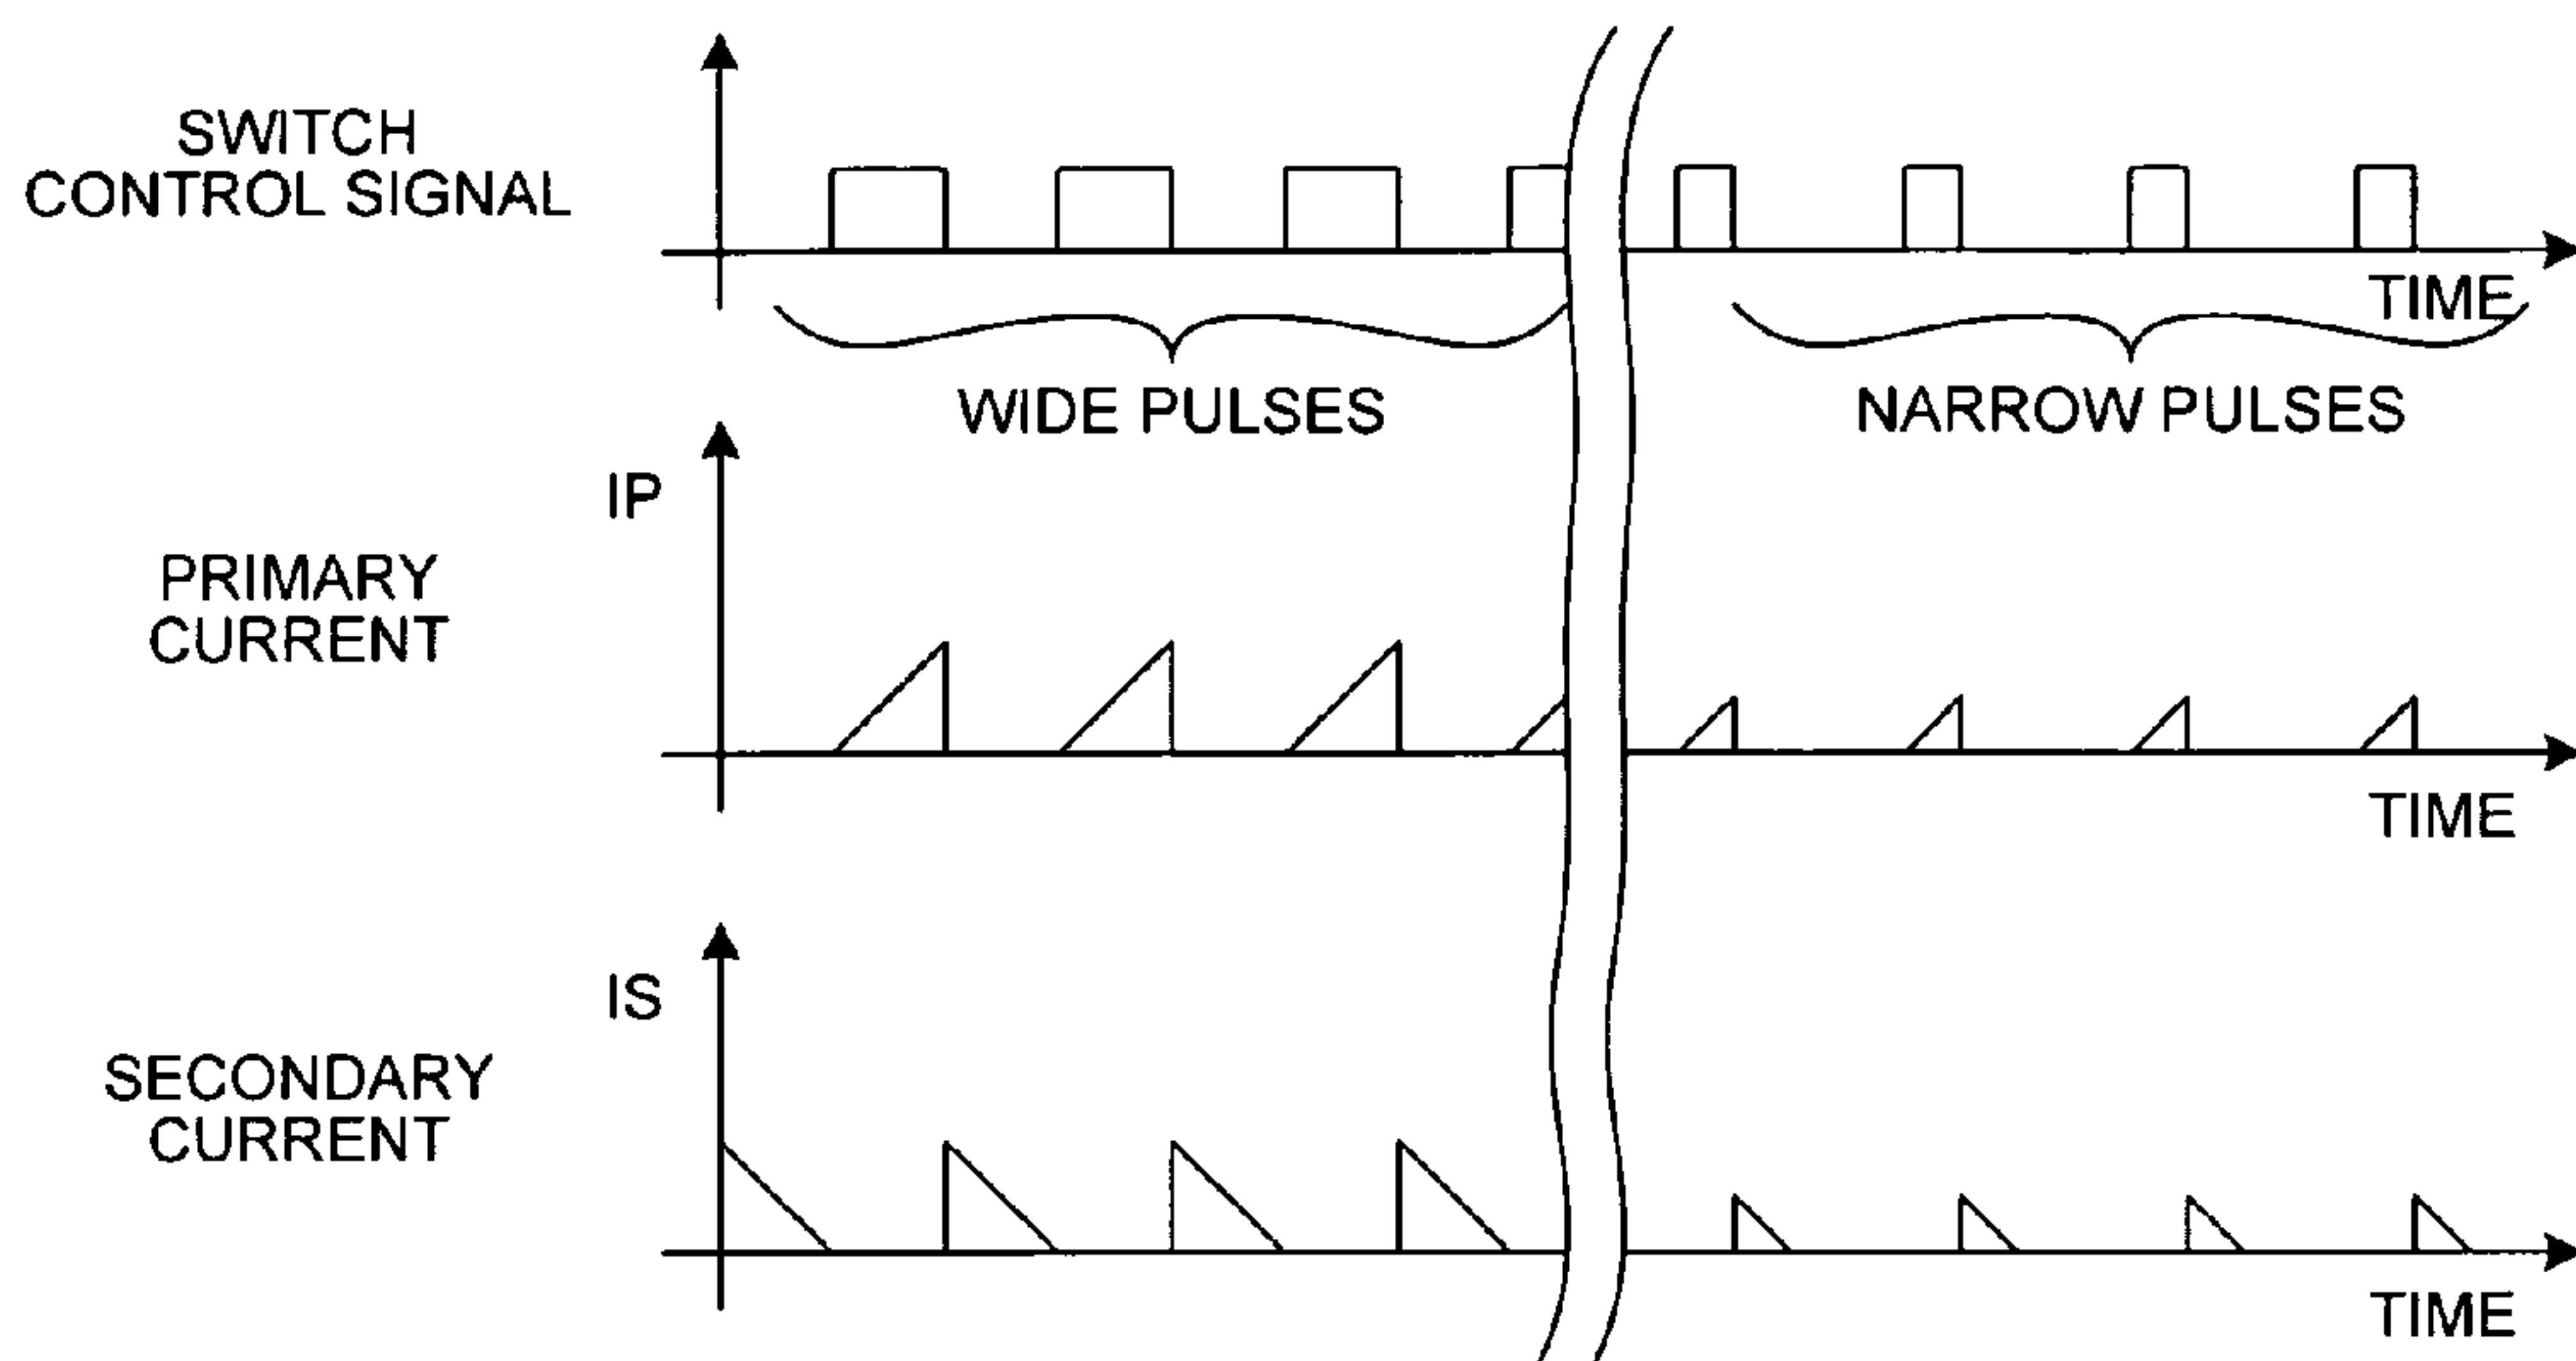 SWITCH
CONTROL SIGNAL
TIME
WIDE PULSES
NARROW PULSES
IP
PRIMARY
CURRENT
TIME
IS
SECONDARY
CURRENT
TIME